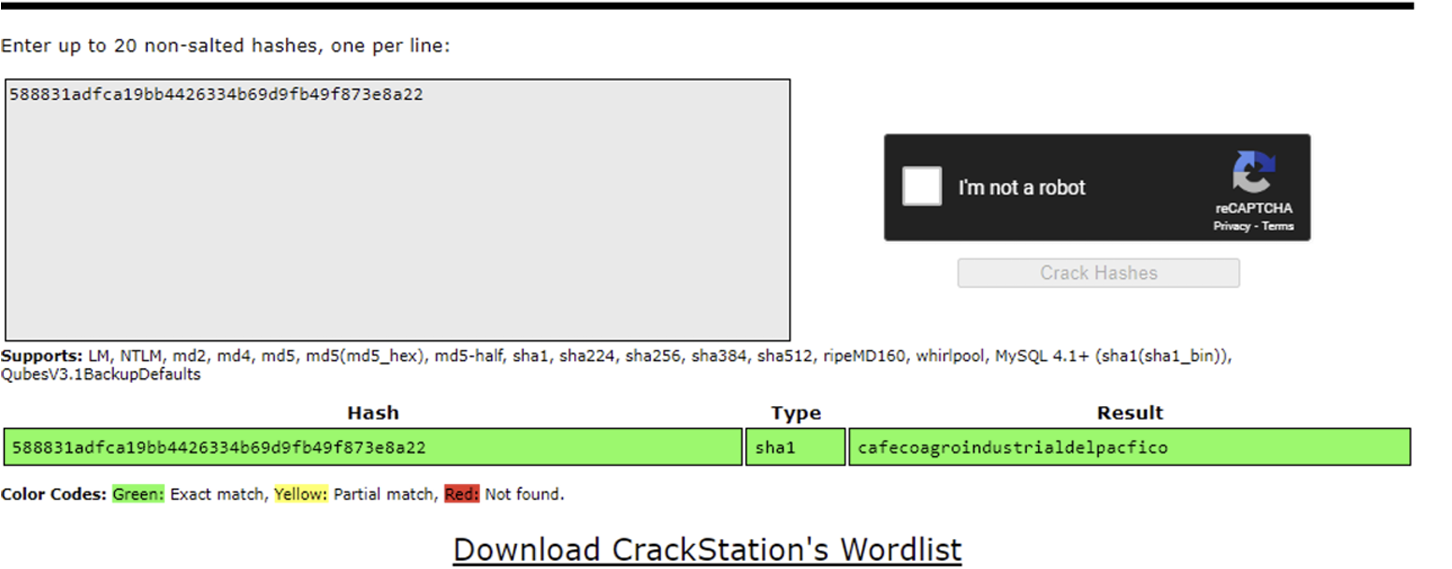 Enter up to 20 non-salted hashes, one per line:
588831adfca19bb4426334b69d9fb49f873e8a22
I'm not a robot
reCAPTCHA
Privacy - Terms
Crack Hashes
Supports: LM, NTLM, md2, md4, md5, md5(md5_hex), md5-half, sha1, sha224, sha256, sha384, sha512, ripeMD160, whirlpool, MySQL 4.1+ (sha1(sha1_bin)),
QubesV3.1BackupDefaults
Hash Type Result
588831adfca19bb4426334b69d9fb49f873e8a22 sha1 cafecoagroindustrialdelpacfico
Color Codes: Green: Exact match, Yellow: Partial match, Red: Not found.
Download CrackStation's Wordlist